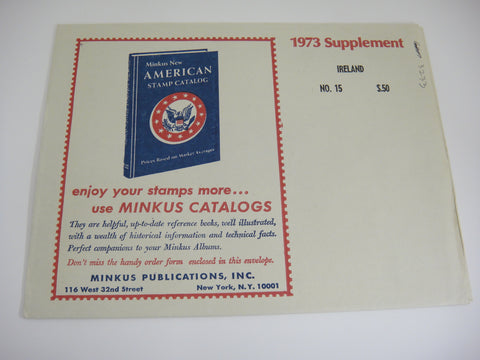 1973 Supplement
IRELAND
NO. 15 $.50
Minkus New
AMERICAN
STAMP CATALOG
Prices Based on Market Averages
enjoy your stamps more...
use MINKUS CATALOGS
They are helpful, up-to-date reference books, well illustrated,
with a wealth of historical information and technical facts.
Perfect companions to your Minkus Albums.
Don't miss the handy order form enclosed in this envelope.
MINKUS PUBLICATIONS, INC.
116 West 32nd Street New York, N.Y. 10001